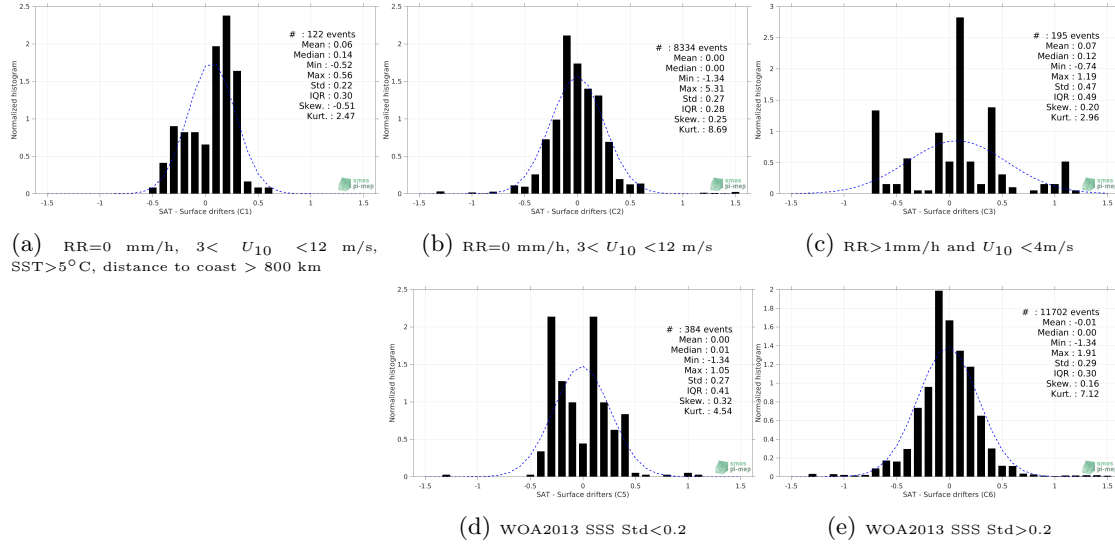 2.5
2
1.5
1
0.5
0
-1.5 -1 -0.5 0 0.5 1 1.5
Normalized histogram
SAT - Surface drifters (C1)
# : 122 events
Mean : 0.06
Median : 0.14
Min : -0.52
Max : 0.56
Std : 0.22
IQR : 0.30
Skew. : -0.51
Kurt. : 2.47
smos
pi-mep
(a) RR=0 mm/h, 3< U10 <12 m/s,
SST>5°C, distance to coast > 800 km
2.5
2
1.5
1
0.5
0
-1.5 -1 -0.5 0 0.5 1 1.5
Normalized histogram
SAT - Surface drifters (C2)
# : 8334 events
Mean : 0.00
Median : 0.00
Min : -1.34
Max : 5.31
Std : 0.27
IQR : 0.28
Skew. : 0.25
Kurt. : 8.69
smos
pi-mep
(b) RR=0 mm/h, 3< U10 <12 m/s
3
2.5
2
1.5
1
0.5
0
-1.5 -1 -0.5 0 0.5 1 1.5
Normalized histogram
SAT - Surface drifters (C3)
# : 195 events
Mean : 0.07
Median : 0.12
Min : -0.74
Max : 1.19
Std : 0.47
IQR : 0.49
Skew. : 0.20
Kurt. : 2.96
smos
pi-mep
(c) RR>1mm/h and U10 <4m/s
2.5
2
1.5
1
0.5
0
-1.5 -1 -0.5 0 0.5 1 1.5
Normalized histogram
SAT - Surface drifters (C5)
# : 384 events
Mean : 0.00
Median : 0.01
Min : -1.34
Max : 1.05
Std : 0.27
IQR : 0.41
Skew. : 0.32
Kurt. : 4.54
smos
pi-mep
(d) WOA2013 SSS Std<0.2
2
1.8
1.6
1.4
1.2
1
0.8
0.6
0.4
0.2
0
-1.5 -1 -0.5 0 0.5 1 1.5
Normalized histogram
SAT - Surface drifters (C6)
# : 11702 events
Mean : -0.01
Median : 0.00
Min : -1.34
Max : 1.91
Std : 0.29
IQR : 0.30
Skew. : 0.16
Kurt. : 7.12
smos
pi-mep
(e) WOA2013 SSS Std>0.2